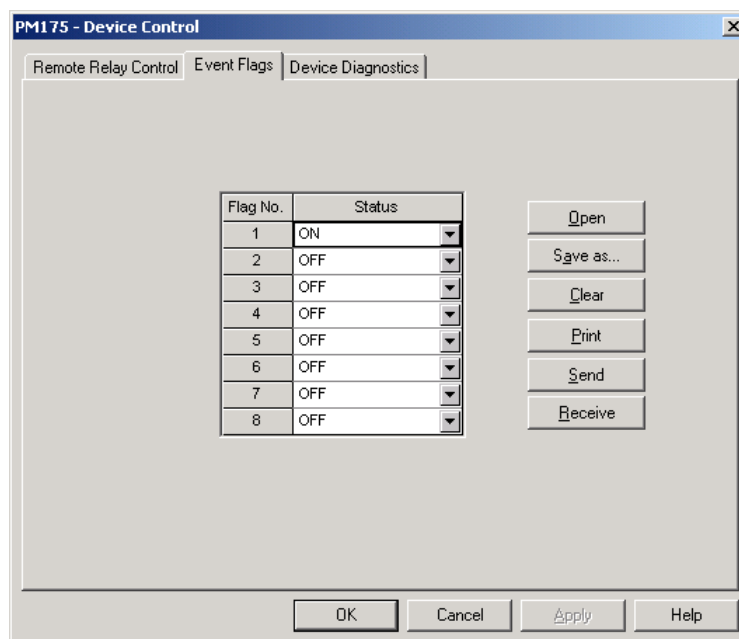 PM175 - Device Control
Remote Relay Control Event Flags Device Diagnostics
Flag No. Status
1 ON
2 OFF
3 OFF
4 OFF
5 OFF
6 OFF
7 OFF
8 OFF
Open
Save as...
Clear
Print
Send
Receive
OK Cancel Apply Help